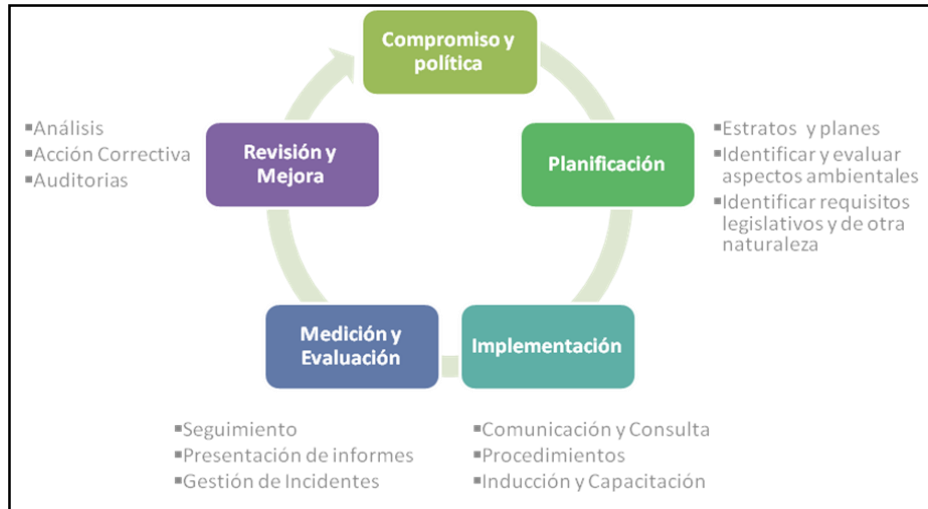 Compromiso y
política
▪Análisis
▪Acción Correctiva
▪Auditorias
Revisión y
Mejora
Planificación
▪Estratos y planes
▪Identificar y evaluar
aspectos ambientales
▪Identificar requisitos
legislativos y de otra
naturaleza
Medición y
Evaluación
Implementación
▪Seguimiento
▪Presentación de informes
▪Gestión de Incidentes
▪Comunicación y Consulta
▪Procedimientos
▪Inducción y Capacitación